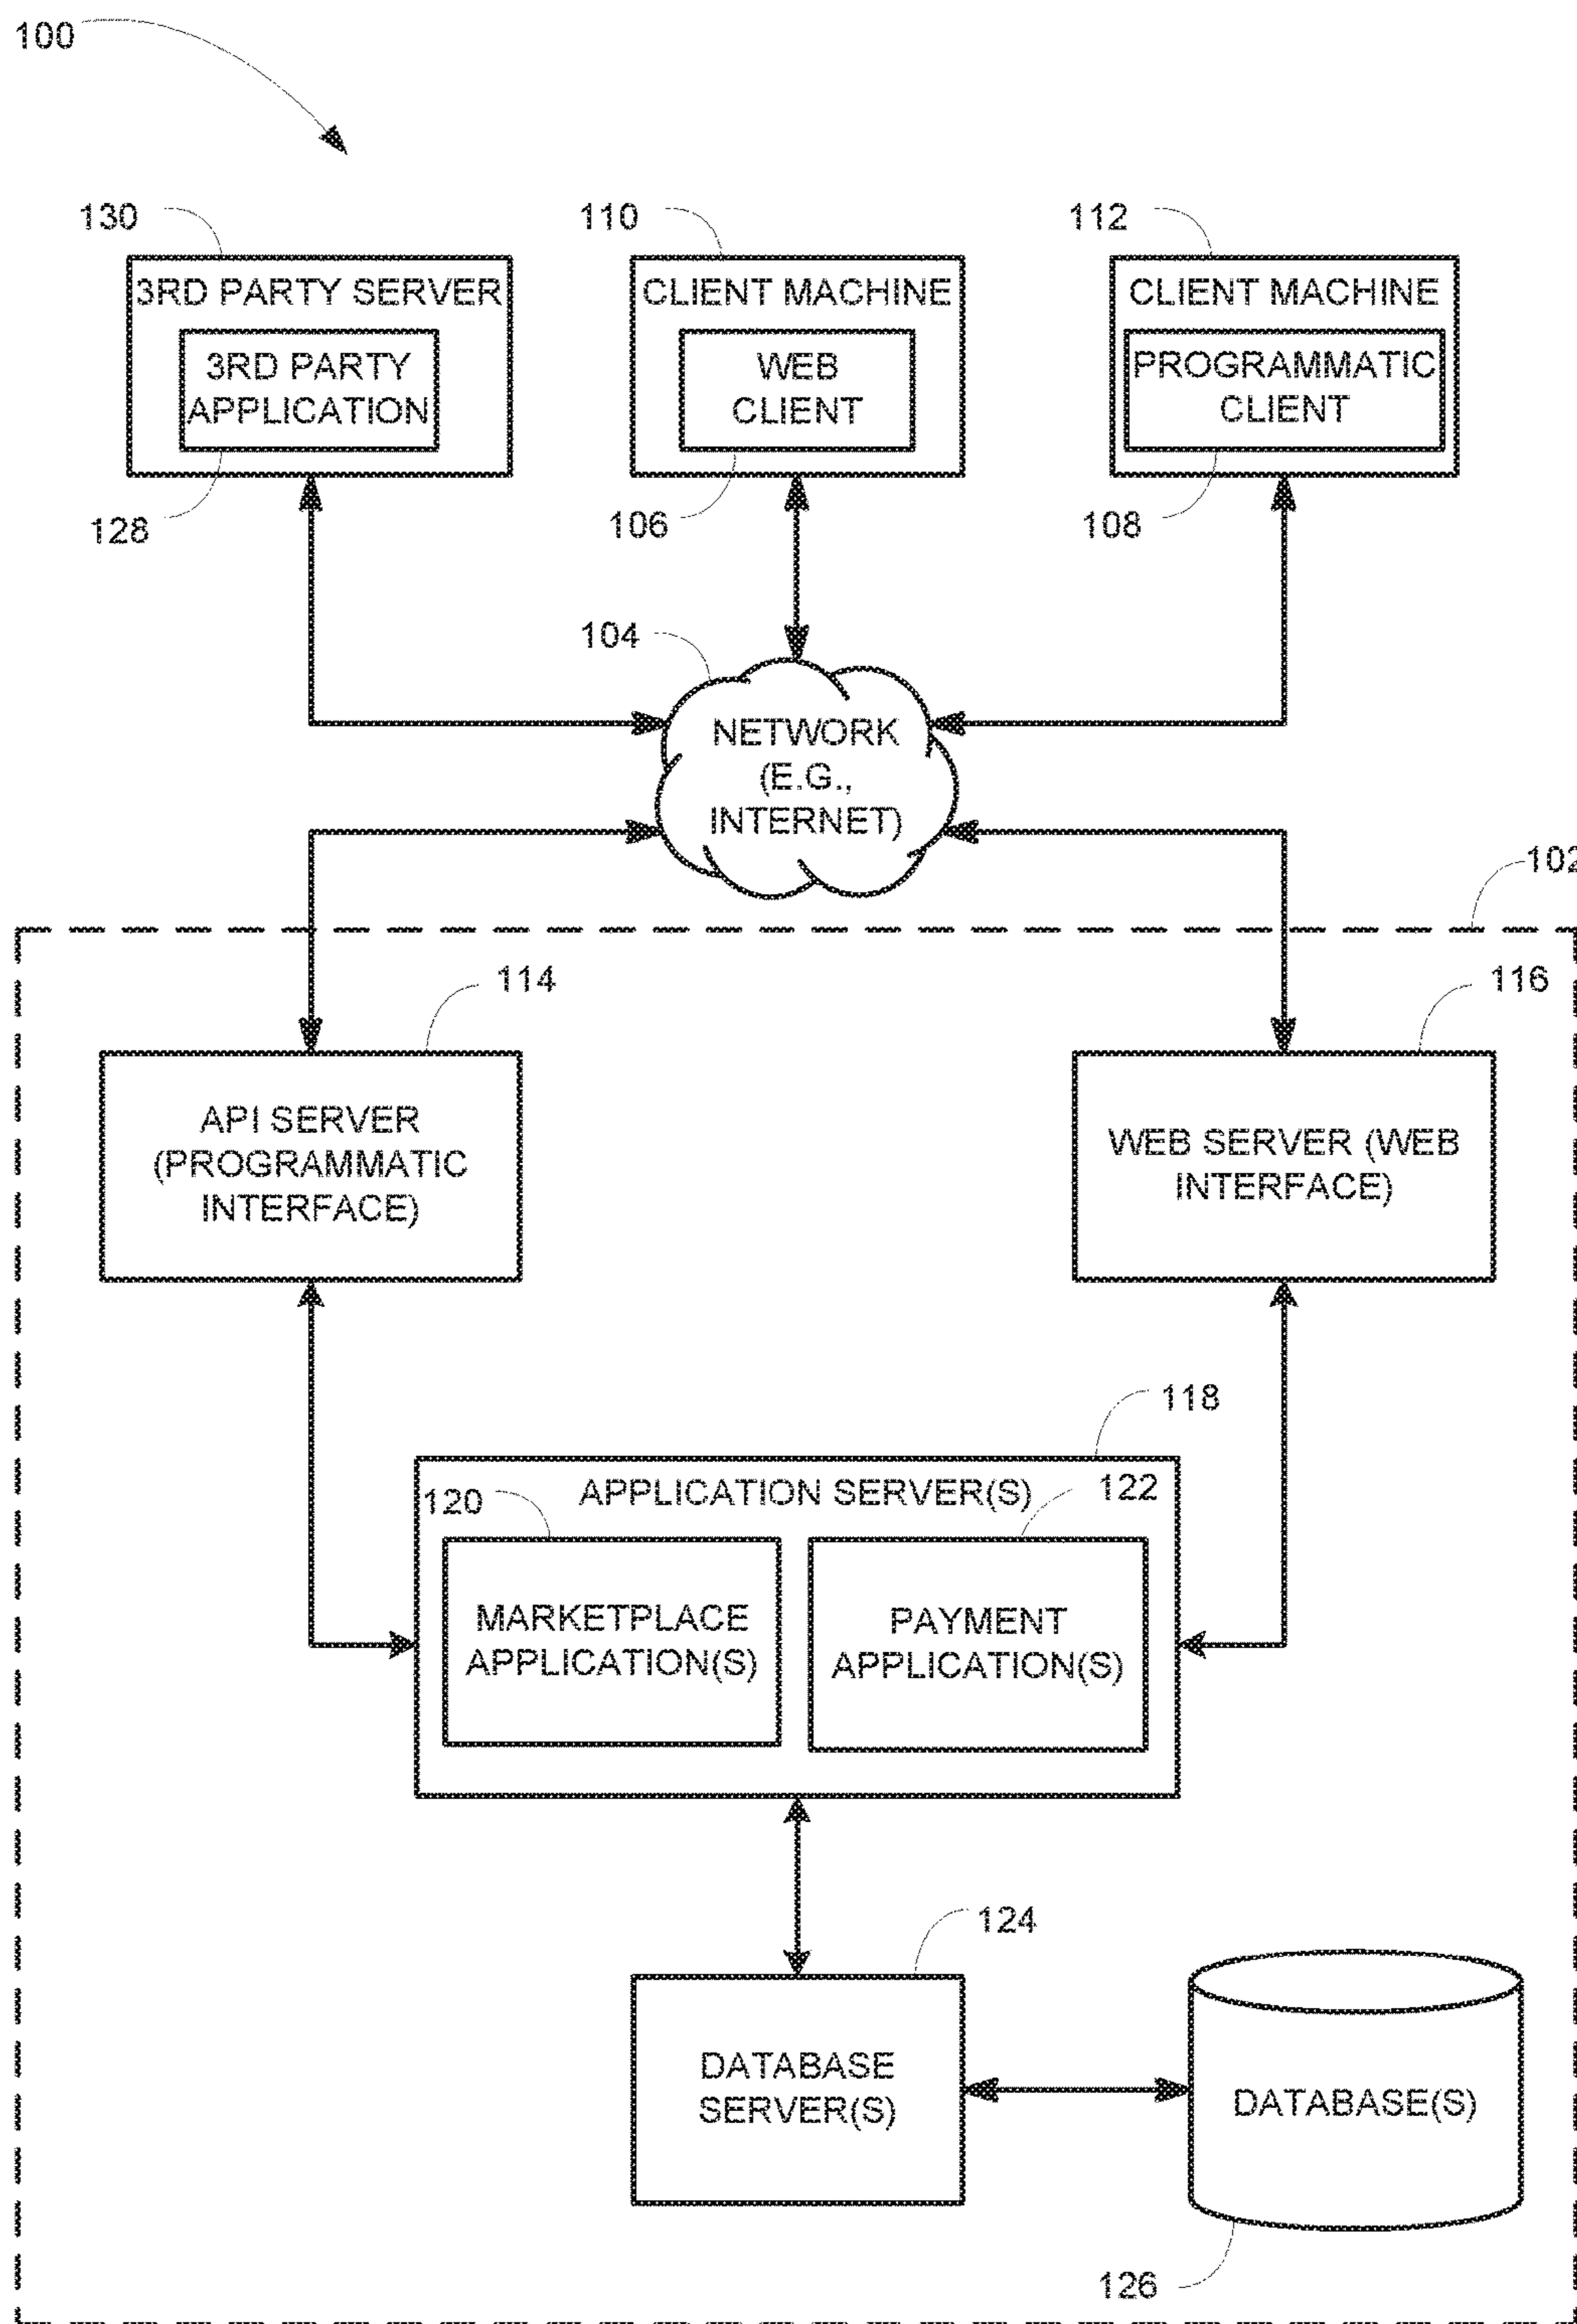 100
130
110
112
3RD PARTY SERVER
CLIENT MACHINE
CLIENT MACHINE
3RD PARTY
APPLICATION
WEB
CLIENT
PROGRAMMATIC
CLIENT
128
106
108
104
NETWORK
(E.G.,
INTERNET)
102
114
116
API SERVER
(PROGRAMMATIC
INTERFACE)
WEB SERVER (WEB
INTERFACE)
118
APPLICATION SERVER(S)
120
122
MARKETPLACE
APPLICATION(S)
PAYMENT
APPLICATION(S)
124
DATABASE
SERVER(S)
DATABASE(S)
126